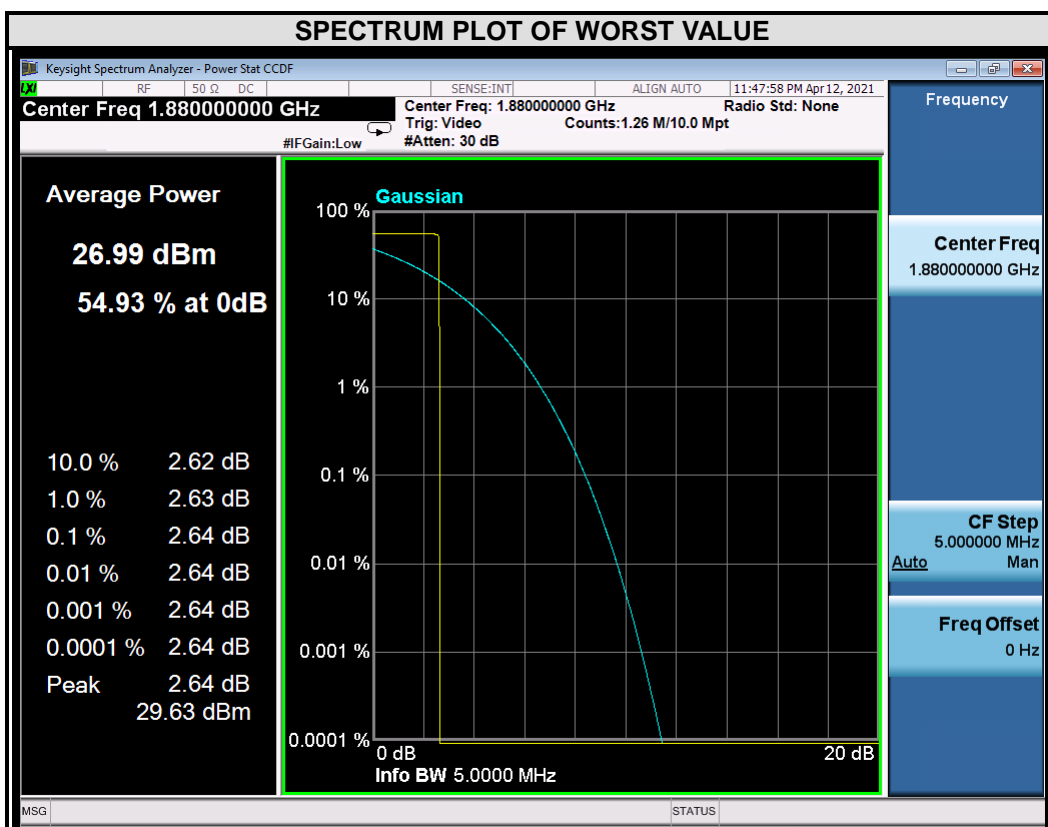 SPECTRUM PLOT OF WORST VALUE
Keysight Spectrum Analyzer - Power Stat CCDF
LXI RF 50 Ω DC SENSE:INT ALIGN AUTO 11:47:58 PM Apr 12, 2021
Center Freq 1.880000000 GHz
#IFGain:Low
Center Freq: 1.880000000 GHz
Trig: Video
#Atten: 30 dB
Counts:1.26 M/10.0 Mpt
Radio Std: None
Average Power
26.99 dBm
54.93 % at 0dB
10.0 % 2.62 dB
1.0 % 2.63 dB
0.1 % 2.64 dB
0.01 % 2.64 dB
0.001 % 2.64 dB
0.0001 % 2.64 dB
Peak 2.64 dB
29.63 dBm
Gaussian
100 %
10 %
1 %
0.1 %
0.01 %
0.001 %
0.0001 %
0 dB 20 dB
Info BW 5.0000 MHz
Frequency
Center Freq
1.880000000 GHz
CF Step
5.000000 MHz
Auto Man
Freq Offset
0 Hz
MSG STATUS